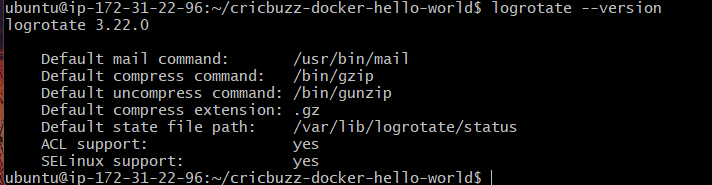 ubuntu@ip-172-31-22-96:~/cricbuzz-docker-hello-world$ logrotate --version
logrotate 3.22.0
Default mail command: /usr/bin/mail
Default compress command: /bin/gzip
Default uncompress command: /bin/gunzip
Default compress extension: .gz
Default state file path: /var/lib/logrotate/status
ACL support: yes
SELinux support: yes
ubuntu@ip-172-31-22-96:~/cricbuzz-docker-hello-world$